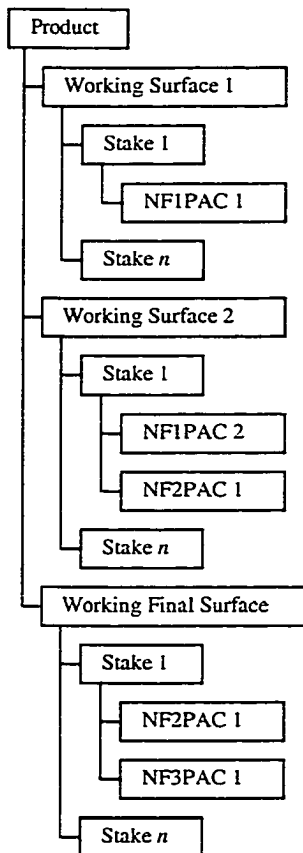 Product
Working Surface 1
Stake 1
NF1PAC 1
Stake n
Working Surface 2
Stake 1
NF1PAC 2
NF2PAC 1
Stake n
Working Final Surface
Stake 1
NF2PAC 1
NF3PAC 1
Stake n